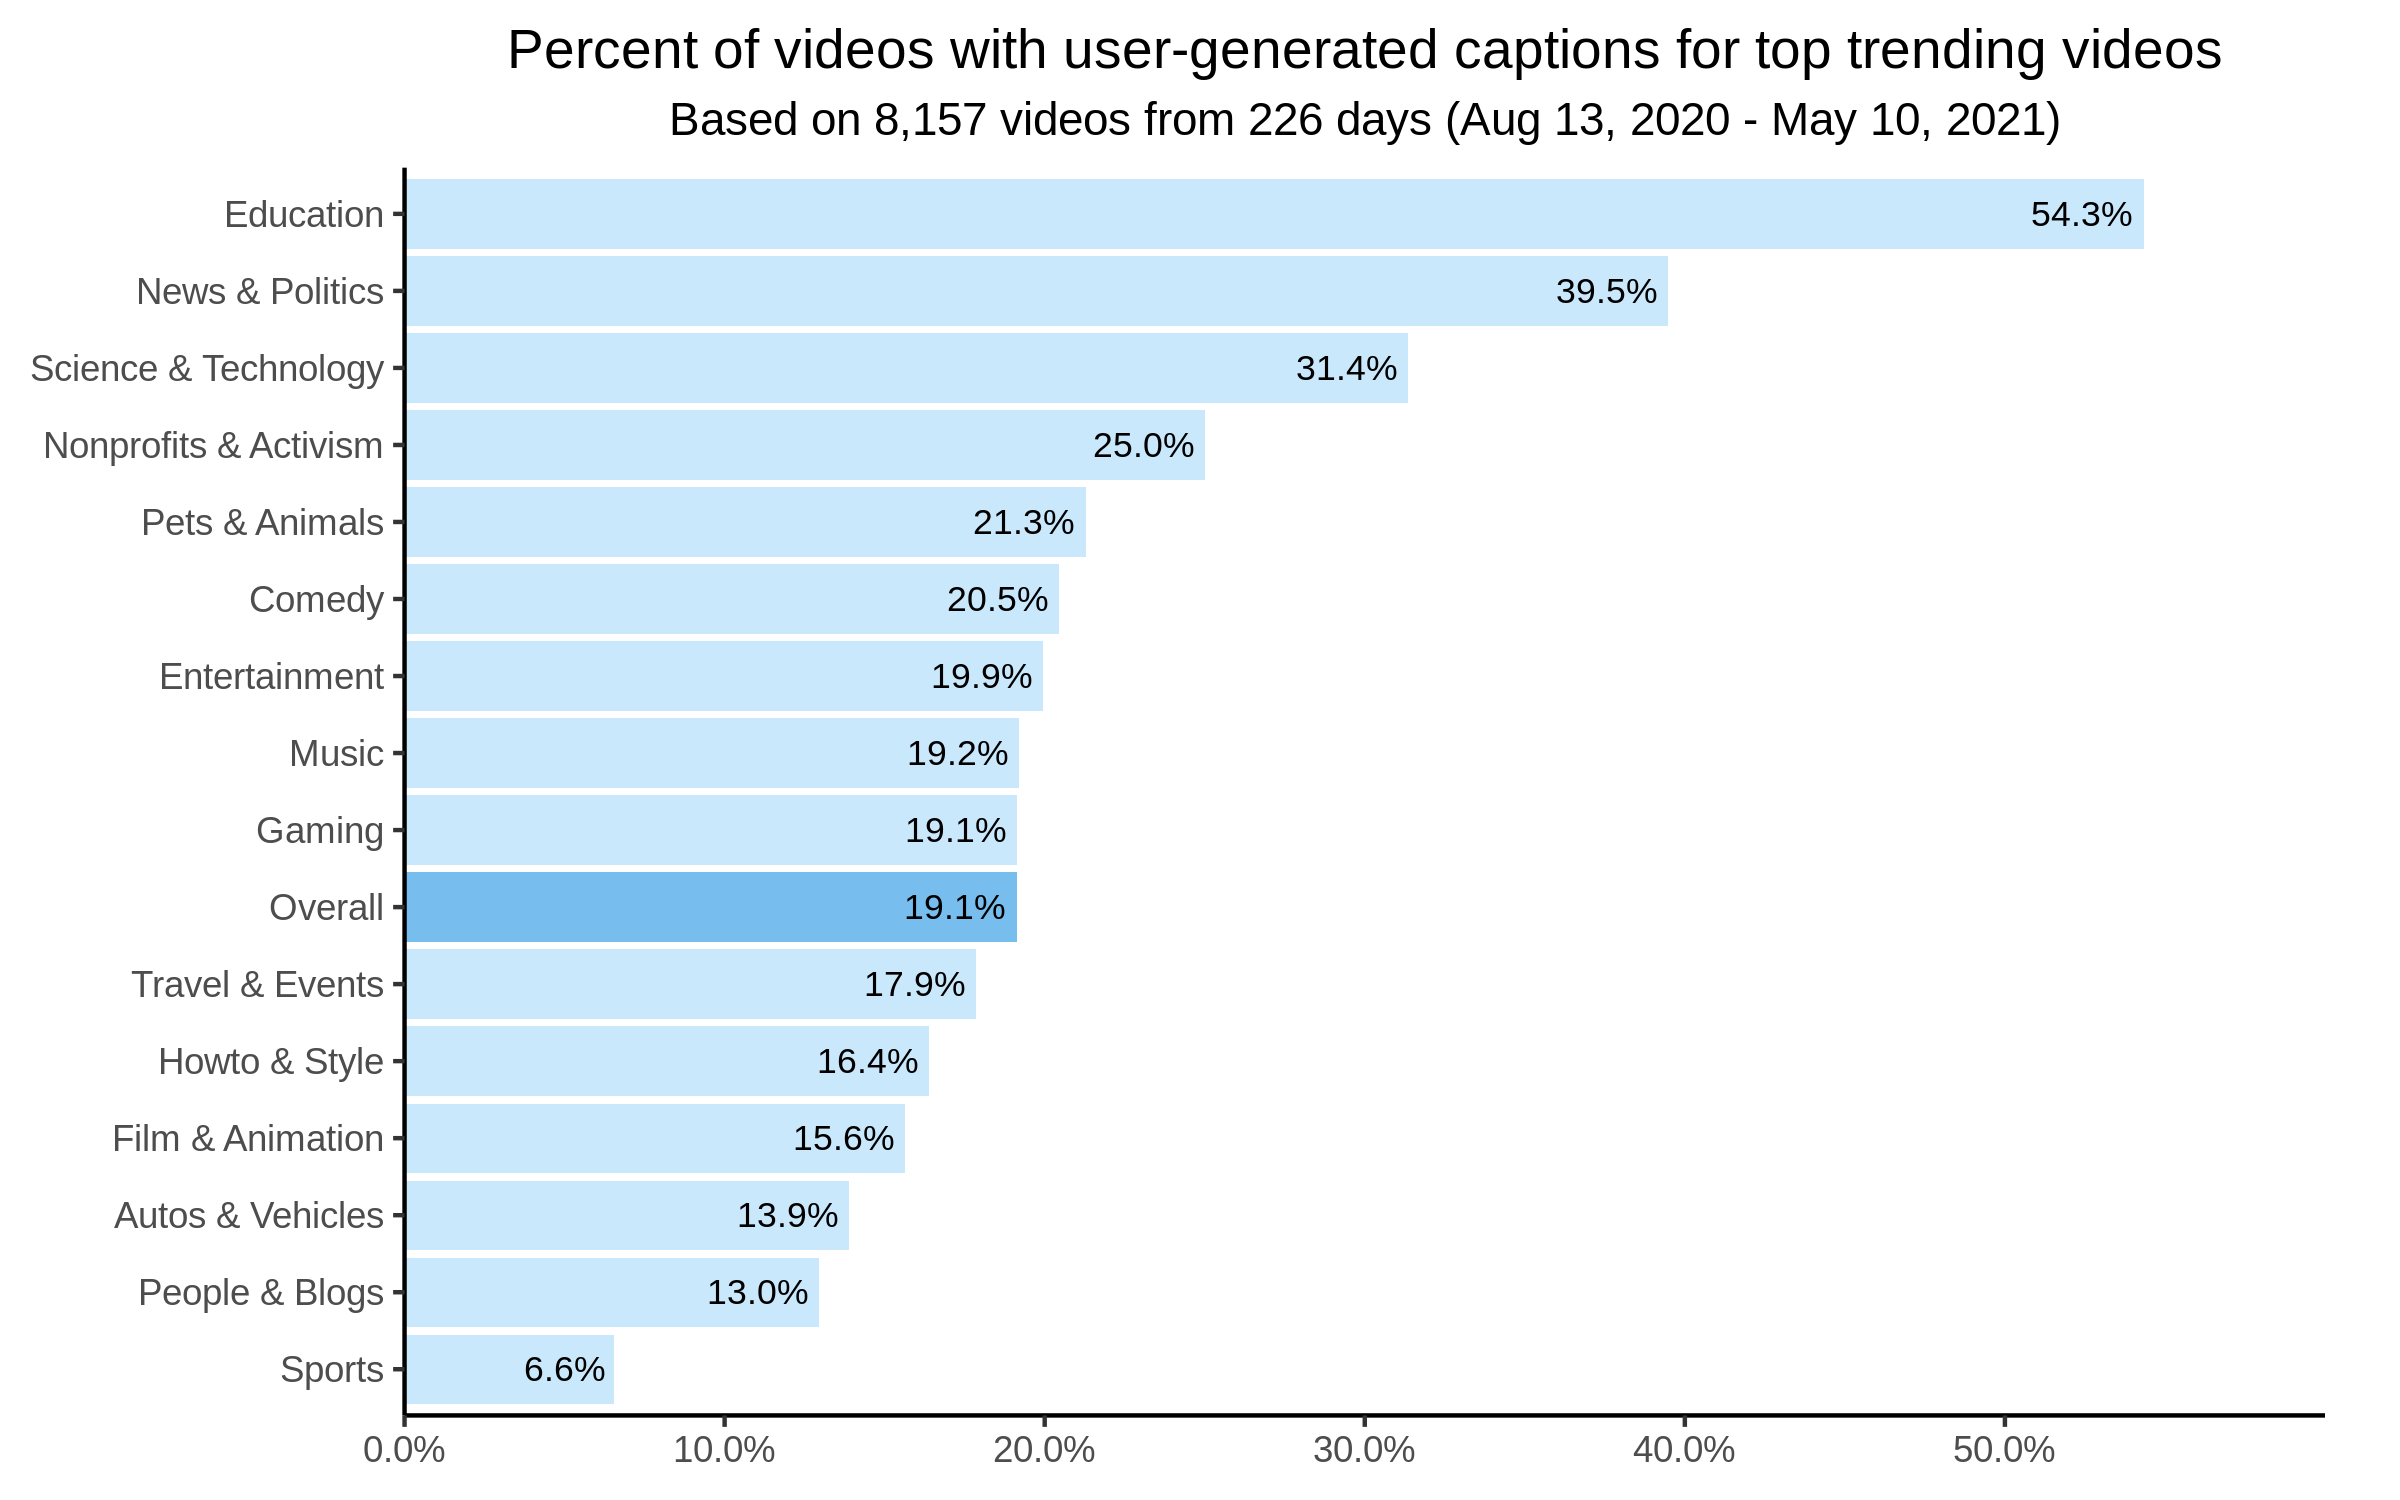 Percent of videos with user-generated captions for top trending videos
Based on 8,157 videos from 226 days (Aug 13, 2020 - May 10, 2021)
Education 54.3%
News & Politics 39.5%
Science & Technology 31.4%
Nonprofits & Activism 25.0%
Pets & Animals 21.3%
Comedy 20.5%
Entertainment 19.9%
Music 19.2%
Gaming 19.1%
Overall 19.1%
Travel & Events 17.9%
Howto & Style 16.4%
Film & Animation 15.6%
Autos & Vehicles 13.9%
People & Blogs 13.0%
Sports 6.6%
0.0% 10.0% 20.0% 30.0% 40.0% 50.0%